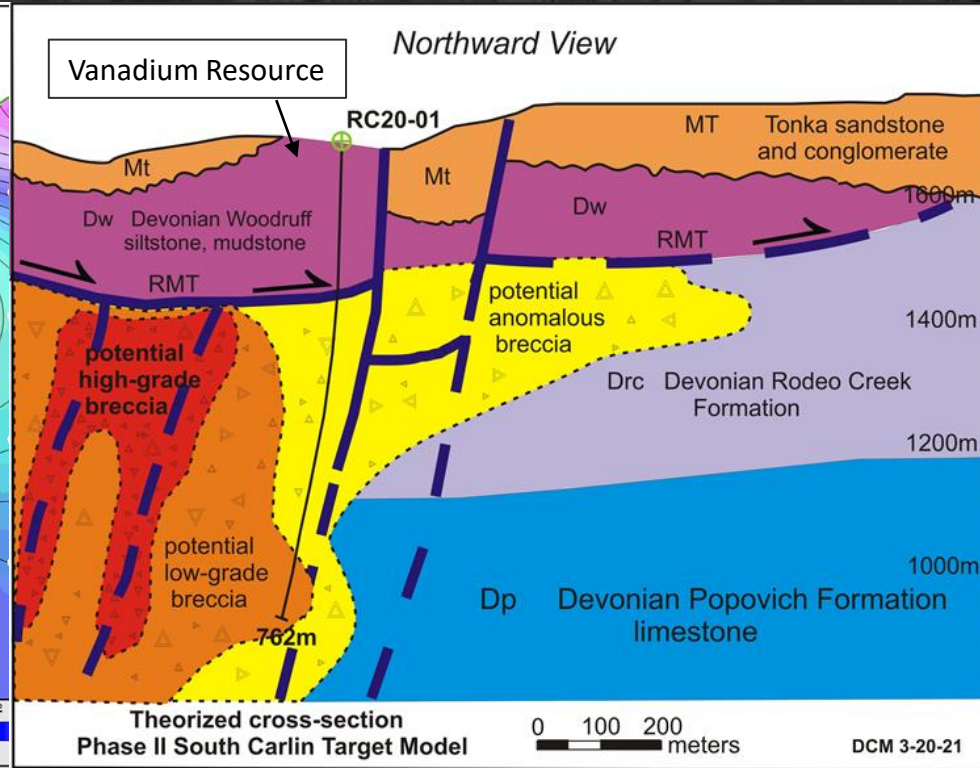 Northward View
Vanadium Resource
RC20-01
MT Tonka sandstone
and conglomerate
Mt
Mt
1600m
Dw Devonian Woodruff
siltstone, mudstone
Dw
RMT
RMT
potential
anomalous
breccia
1400m
potential
high-grade
breccia
Drc Devonian Rodeo Creek
Formation
1200m
potential
low-grade
breccia
1000m
Dp Devonian Popovich Formation
limestone
762m
Theorized cross-section
Phase II South Carlin Target Model
0 100 200
meters
DCM 3-20-21